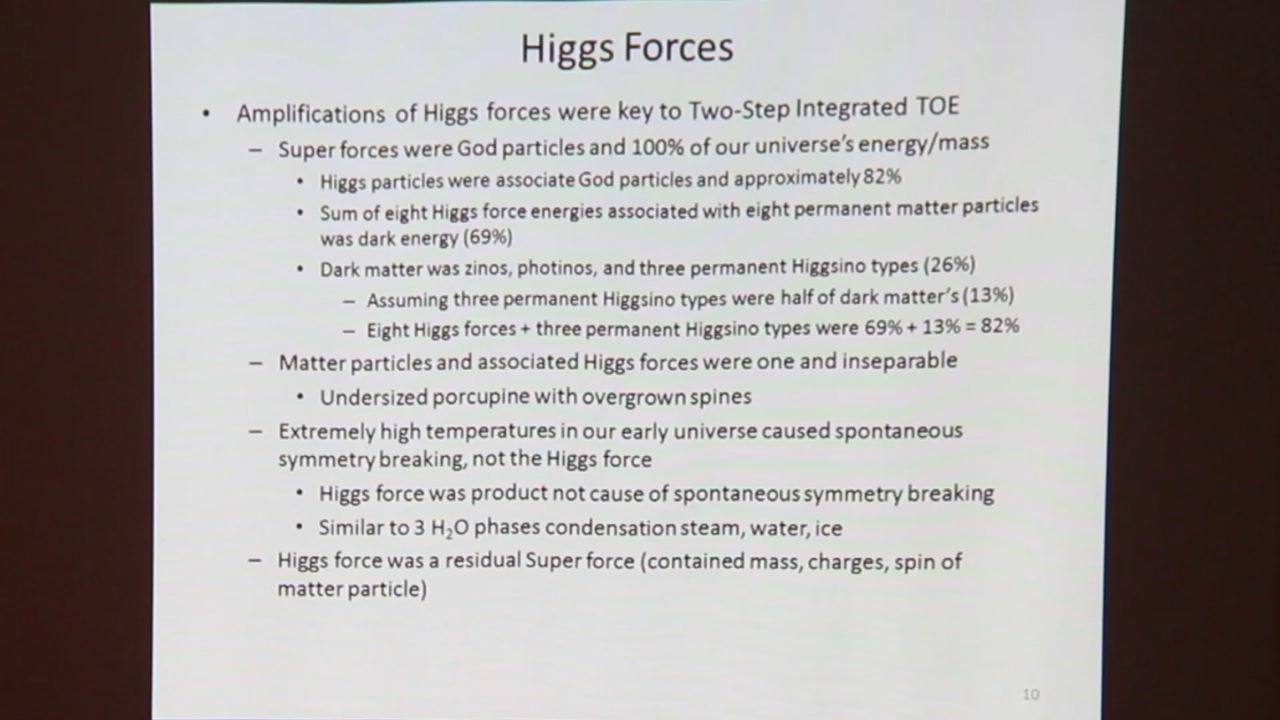 Higgs Forces
• Amplifications of Higgs forces were key to Two-Step Integrated TOE
– Super forces were God particles and 100% of our universe's energy/mass
• Higgs particles were associate God particles and approximately 82%
• Sum of eight Higgs force energies associated with eight permanent matter particles
was dark energy (69%)
• Dark matter was zinos, photinos, and three permanent Higgsino types (26%)
– Assuming three permanent Higgsino types were half of dark matter's (13%)
– Eight Higgs forces + three permanent Higgsino types were 69% + 13% = 82%
– Matter particles and associated Higgs forces were one and inseparable
• Undersized porcupine with overgrown spines
– Extremely high temperatures in our early universe caused spontaneous
symmetry breaking, not the Higgs force
• Higgs force was product not cause of spontaneous symmetry breaking
• Similar to 3 H₂O phases condensation steam, water, ice
– Higgs force was a residual Super force (contained mass, charges, spin of
matter particle)
10